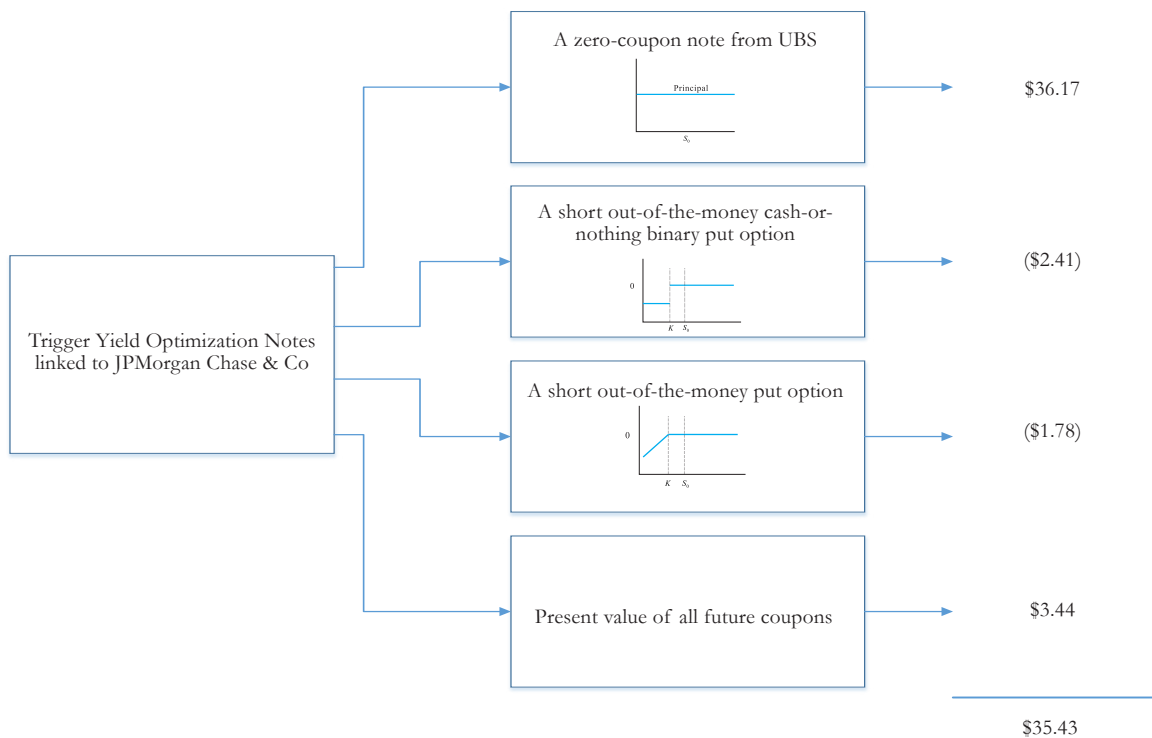 A zero-coupon note from UBS
Principal
S0
$36.17
A short out-of-the-money cash-or-
nothing binary put option
0
K S0
($2.41)
Trigger Yield Optimization Notes
linked to JPMorgan Chase & Co
A short out-of-the-money put option
0
K S0
($1.78)
Present value of all future coupons
$3.44
$35.43